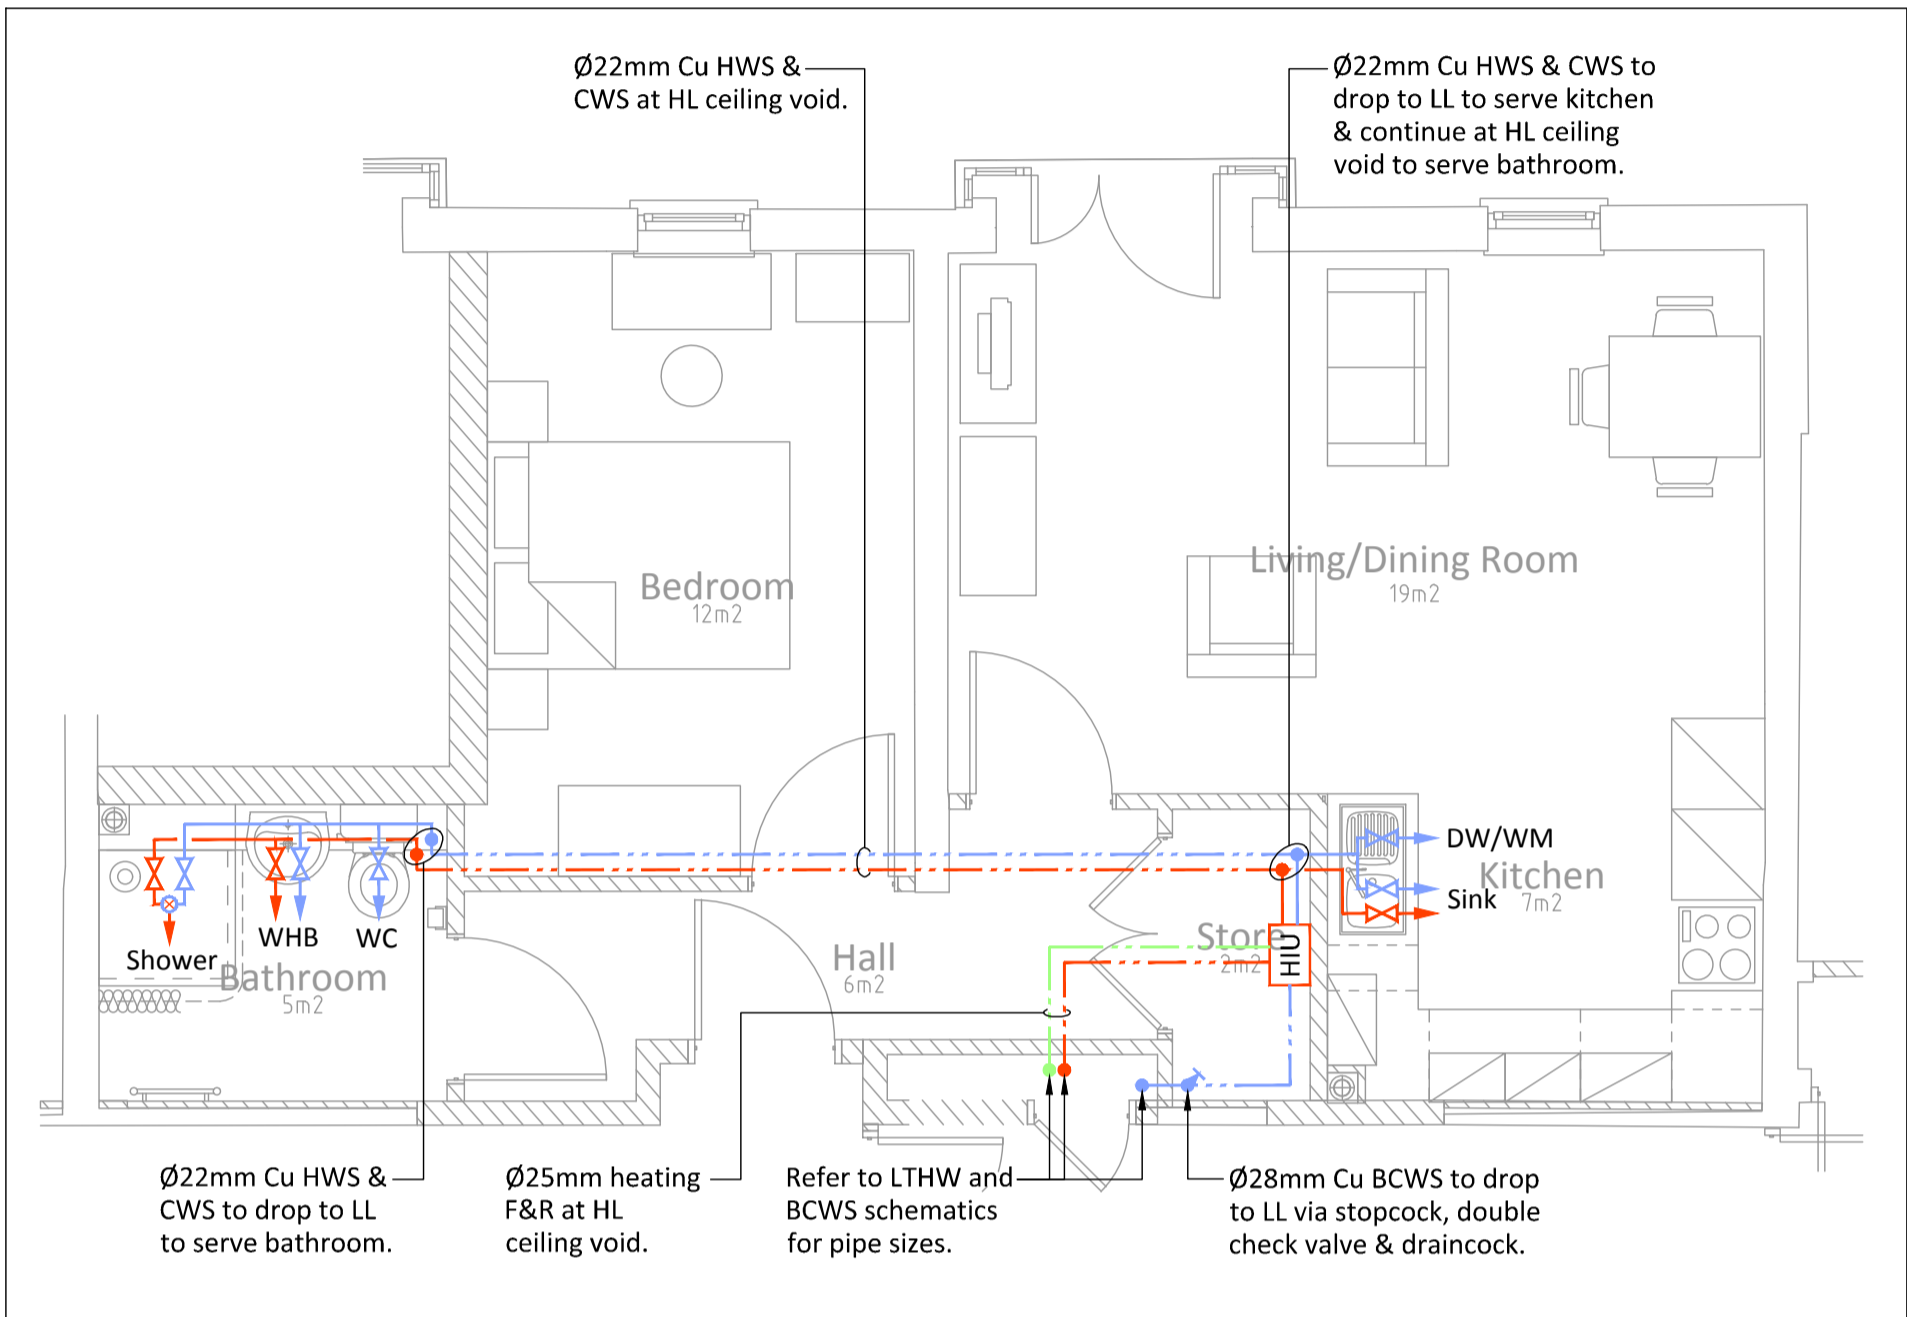 Ø22mm Cu HWS &
CWS at HL ceiling void.
Ø22mm Cu HWS & CWS to
drop to LL to serve kitchen
& continue at HL ceiling
void to serve bathroom.
Bedroom
12m2
Living/Dining Room
19m2
DW/WM
Kitchen
7m2
Sink
Shower
WHB
WC
Bathroom
5m2
Hall
6m2
Store
2m2
HIU
Ø22mm Cu HWS &
CWS to drop to LL
to serve bathroom.
Ø25mm heating
F&R at HL
ceiling void.
Refer to LTHW and
BCWS schematics
for pipe sizes.
Ø28mm Cu BCWS to drop
to LL via stopcock, double
check valve & draincock.